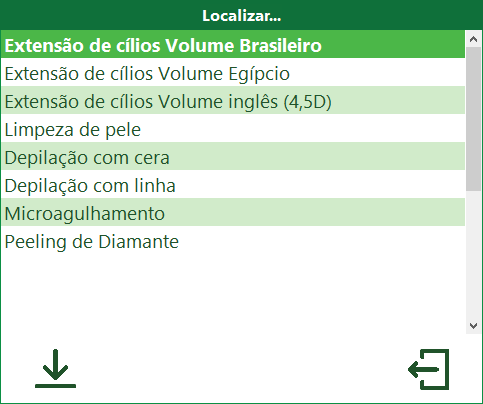 Localizar...
Extensão de cílios Volume Brasileiro
Extensão de cílios Volume Egípcio
Extensão de cílios Volume inglês (4,5D)
Limpeza de pele
Depilação com cera
Depilação com linha
Microagulhamento
Peeling de Diamante